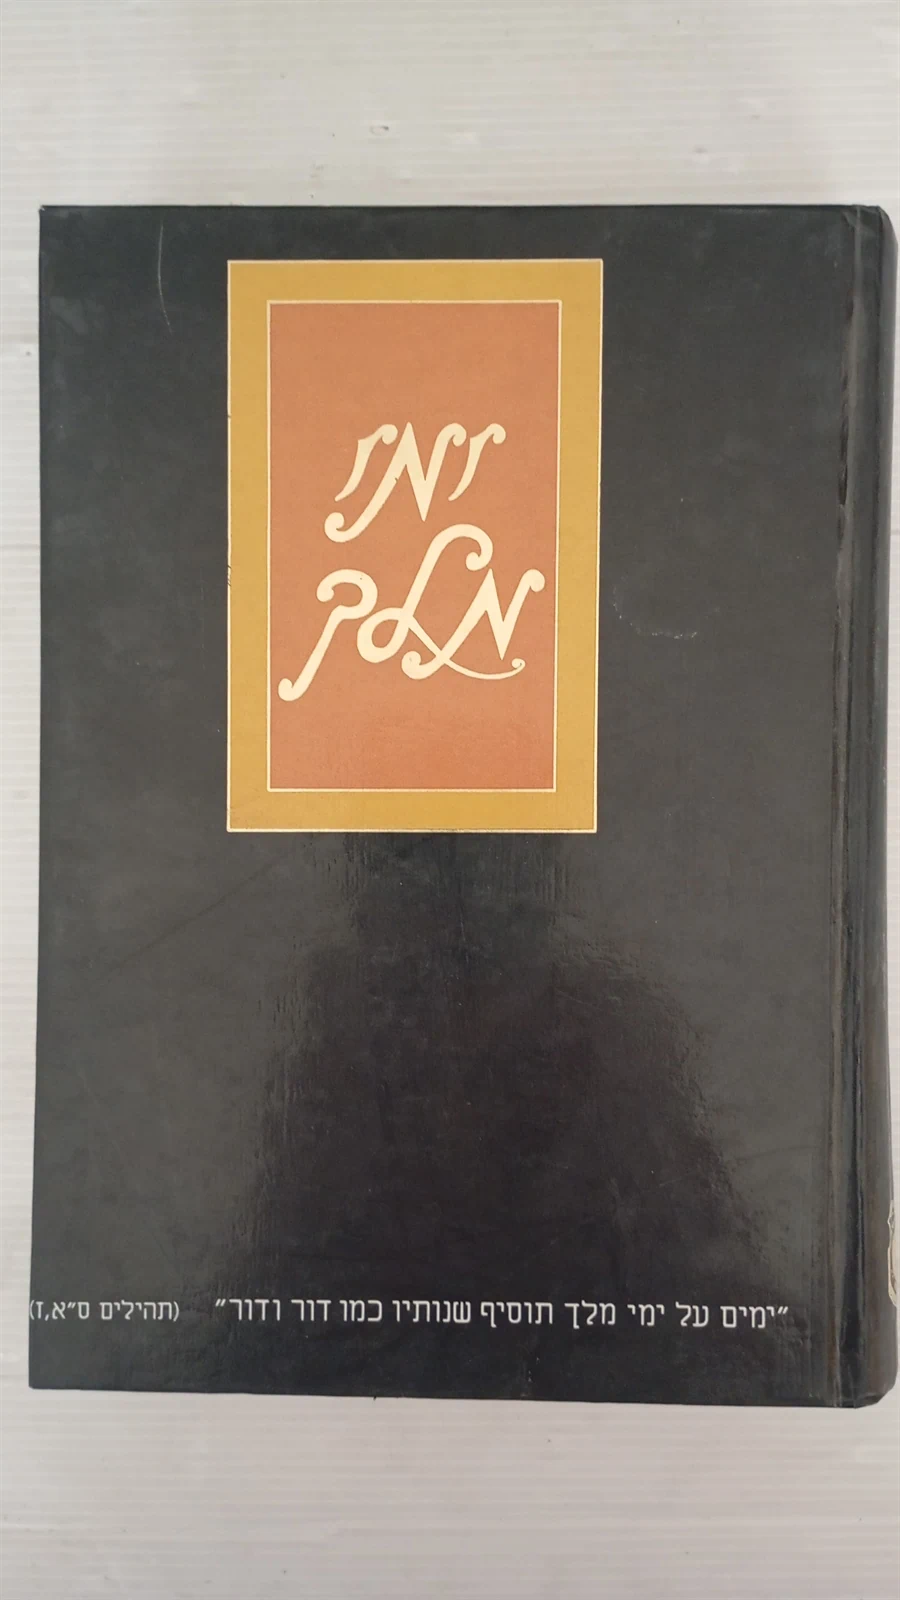 ימי
מלך
"ימים על ימי מלך תוסיף שנותיו כמו דור ודור" (תהילים ס"א,ז)